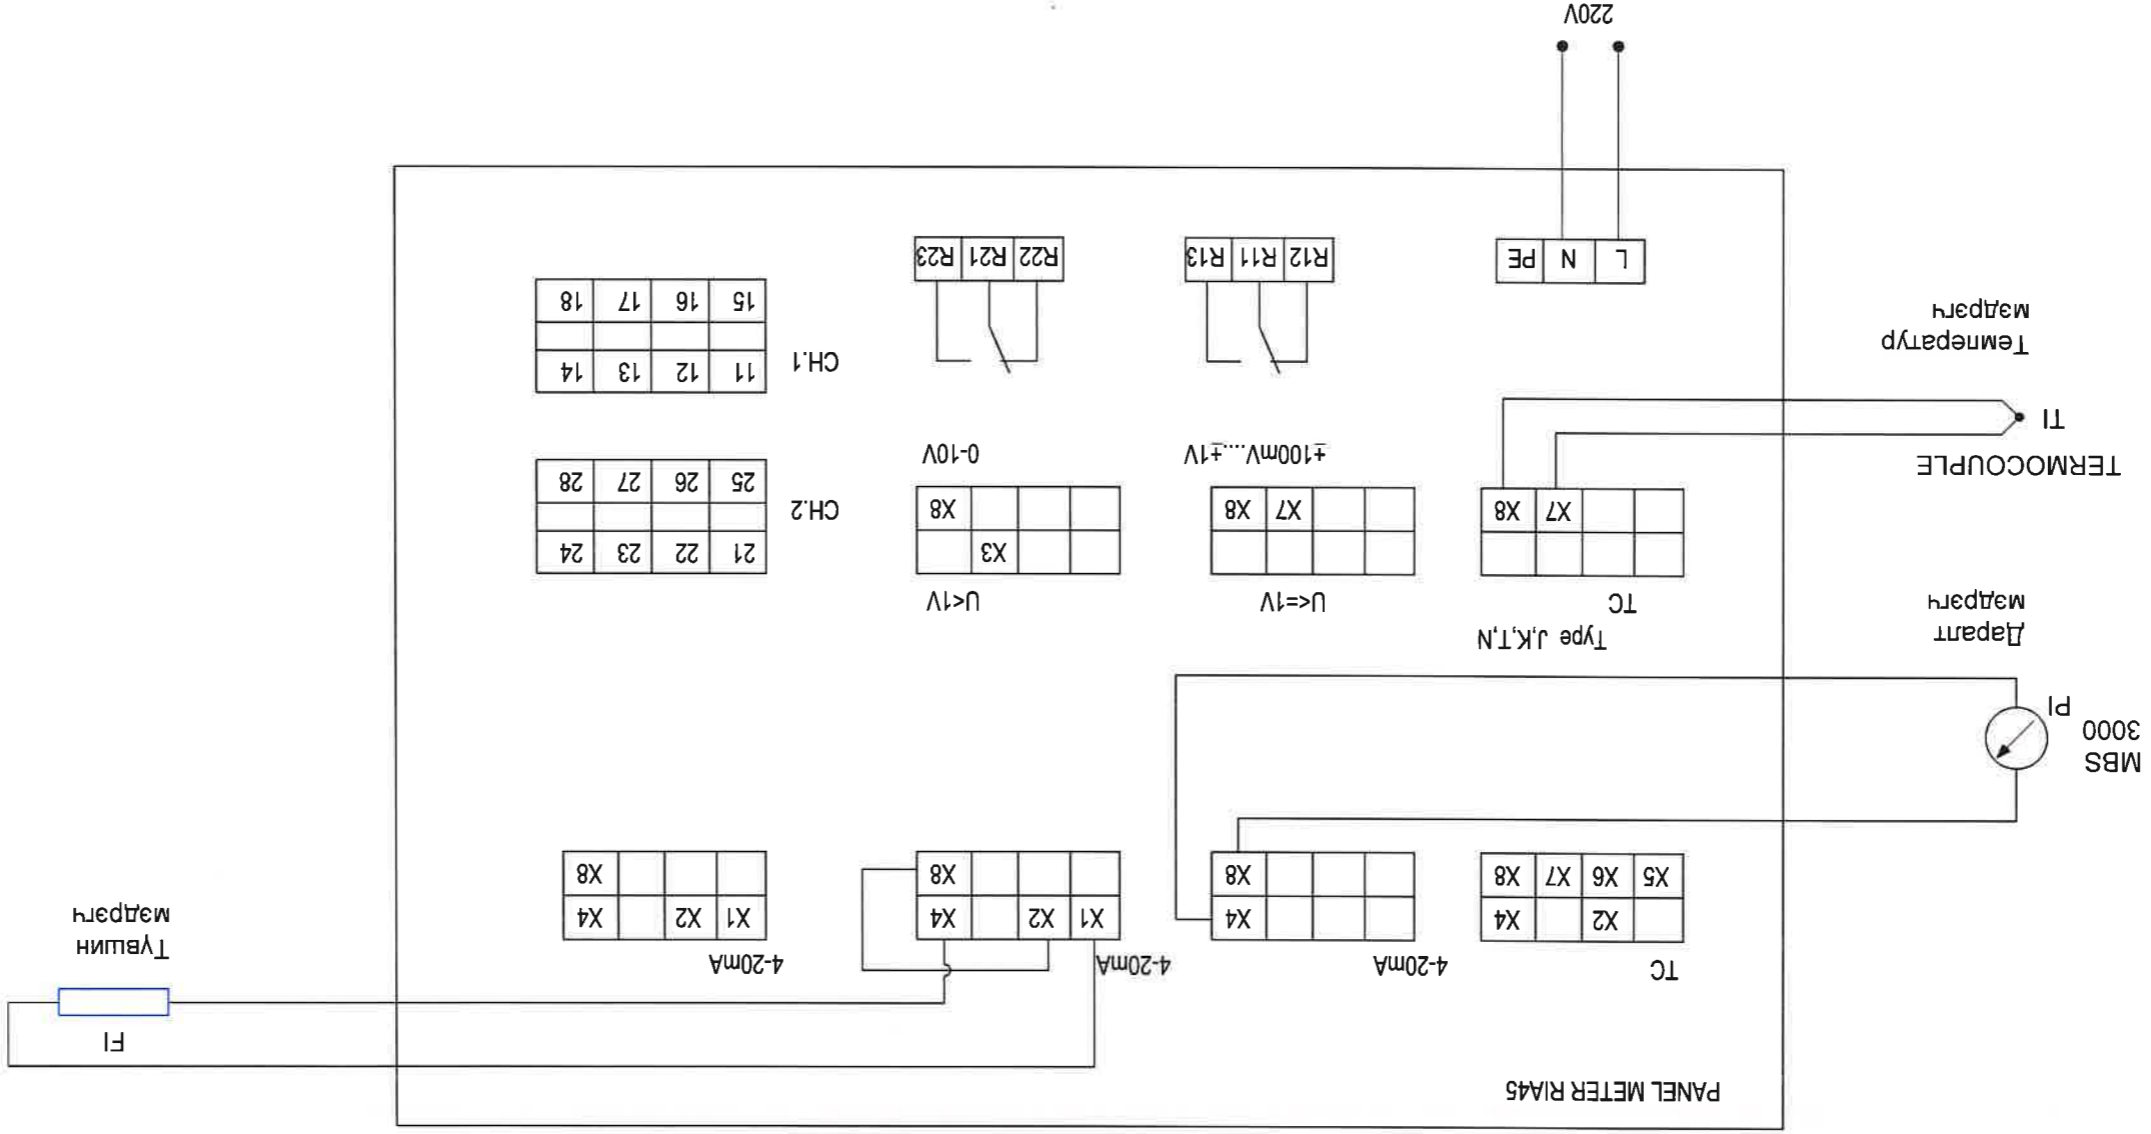 PANEL METER RIA45
FI
Тувшин
мэдрэгч
TC
4-20mA
4-20mA
4-20mA
X2 X4
X5 X6 X7 X8
X4
X8
X1 X2 X4
X8
X1 X2 X4
X8
MBS
3000
PI
Даралт
мэдрэгч
Type J,K,T,N
TC
U<=1V
U<1V
X7 X8
X7 X8
X3
X8
CH.2
21 22 23 24
25 26 27 28
TERMOCOUPLE
TI
±100mV....±1V
0-10V
CH.1
11 12 13 14
15 16 17 18
Температур
мэдрэгч
L N PE
R12 R11 R13
R22 R21 R23
220V